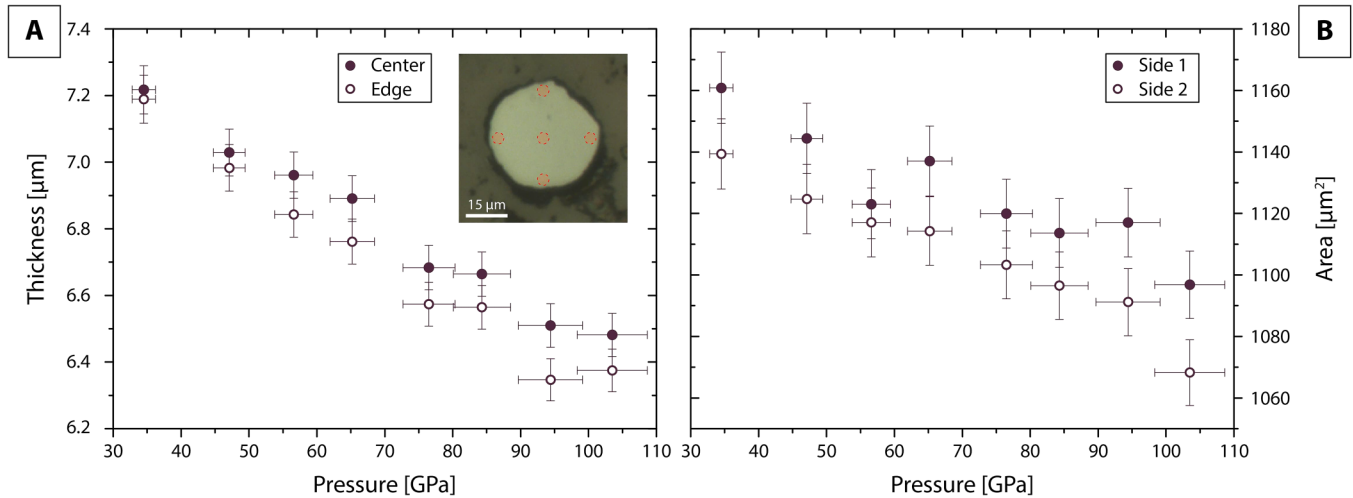 A
7.4
7.2
7.0
6.8
6.6
6.4
6.2
Thickness [µm]
Center
Edge
15 µm
30 40 50 60 70 80 90 100 110
Pressure [GPa]
B
Side 1
Side 2
1180
1160
1140
1120
1100
1080
1060
Area [µm²]
30 40 50 60 70 80 90 100 110
Pressure [GPa]